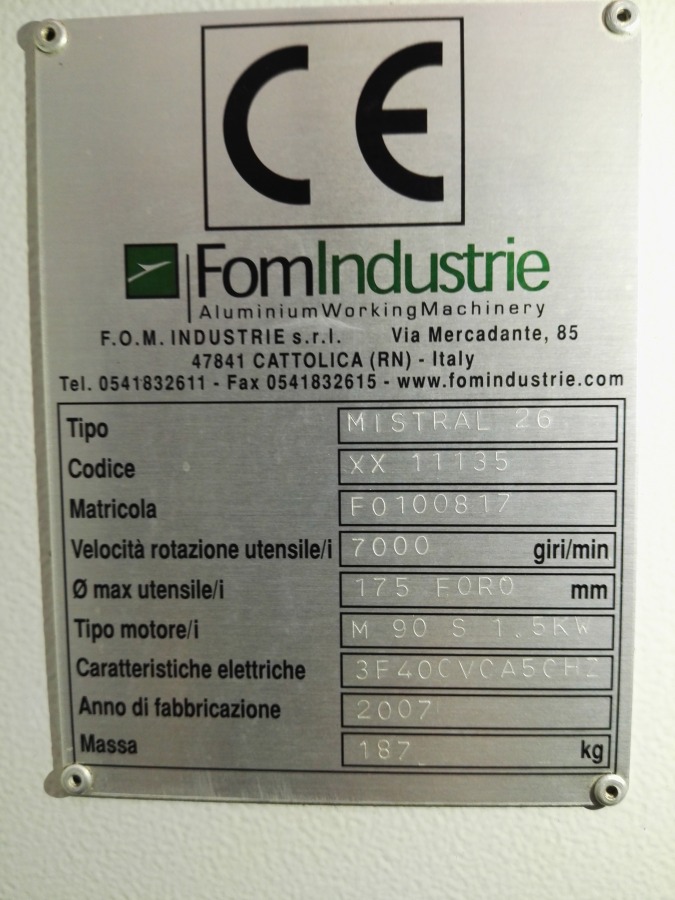 CE
FomIndustrie
AluminiumWorkingMachinery
F.O.M. INDUSTRIE s.r.l. Via Mercadante, 85
47841 CATTOLICA (RN) - Italy
Tel. 0541832611 - Fax 0541832615 - www.fomindustrie.com
Tipo MISTRAL 26
Codice XX 11135
Matricola F0100817
Velocità rotazione utensile/i 7000 giri/min
Ø max utensile/i 175 FORO mm
Tipo motore/i M 90 S 1.5KW
Caratteristiche elettriche 3F40CVCA5CHZ
Anno di fabbricazione 2007
Massa 187 kg